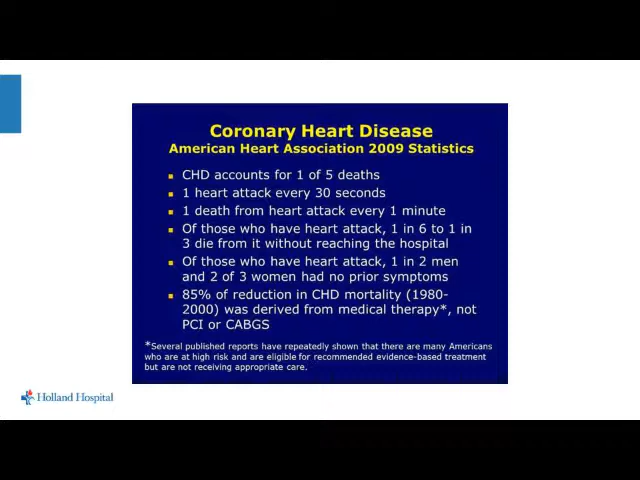 Coronary Heart Disease
American Heart Association 2009 Statistics
CHD accounts for 1 of 5 deaths
1 heart attack every 30 seconds
1 death from heart attack every 1 minute
Of those who have heart attack, 1 in 6 to 1 in
3 die from it without reaching the hospital
Of those who have heart attack, 1 in 2 men
and 2 of 3 women had no prior symptoms
85% of reduction in CHD mortality (1980-
2000) was derived from medical therapy*, not
PCI or CABGS
*Several published reports have repeatedly shown that there are many Americans
who are at high risk and are eligible for recommended evidence-based treatment
but are not receiving appropriate care.
Holland Hospital